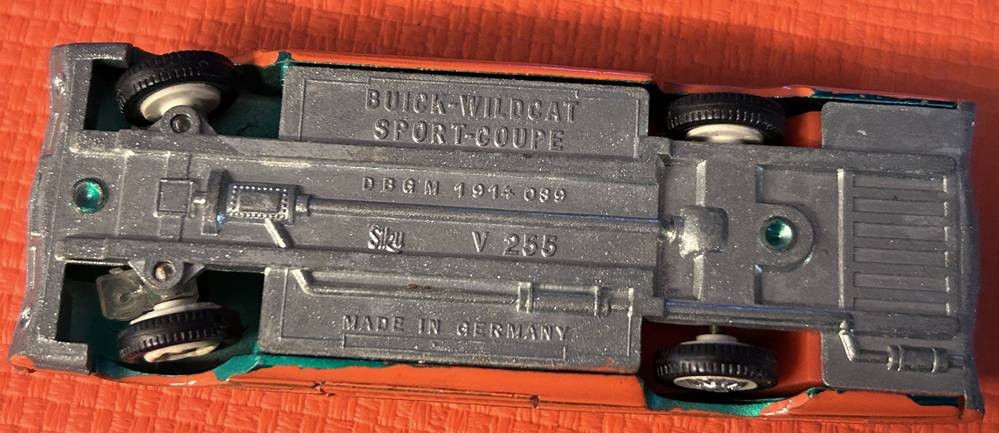 BUICK-WILDCAT
SPORT-COUPE
DBGM 1914 089
Siku V 255
MADE IN GERMANY